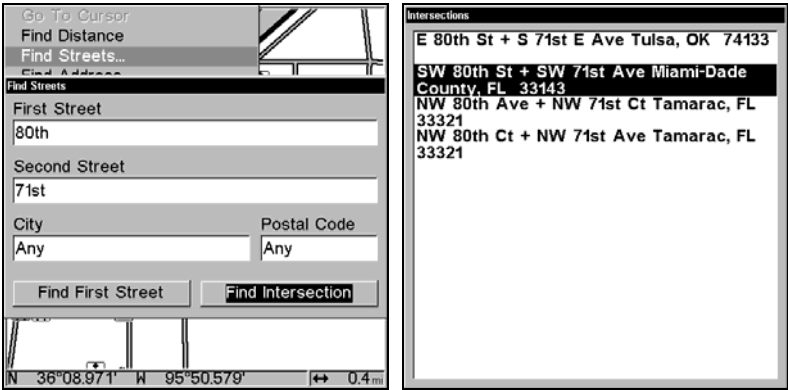 Go To Cursor
Find Distance
Find Streets...
Find Address
Find Streets
First Street
80th
Second Street
71st
City
Postal Code
Any
Any
Find First Street
Find Intersection
N 36°08.971' W 95°50.579' ↔ 0.4 mi
Intersections
E 80th St + S 71st E Ave Tulsa, OK 74133
SW 80th St + SW 71st Ave Miami-Dade
County, FL 33143
NW 80th Ave + NW 71st Ct Tamarac, FL
33321
NW 80th Ct + NW 71st Ave Tamarac, FL
33321